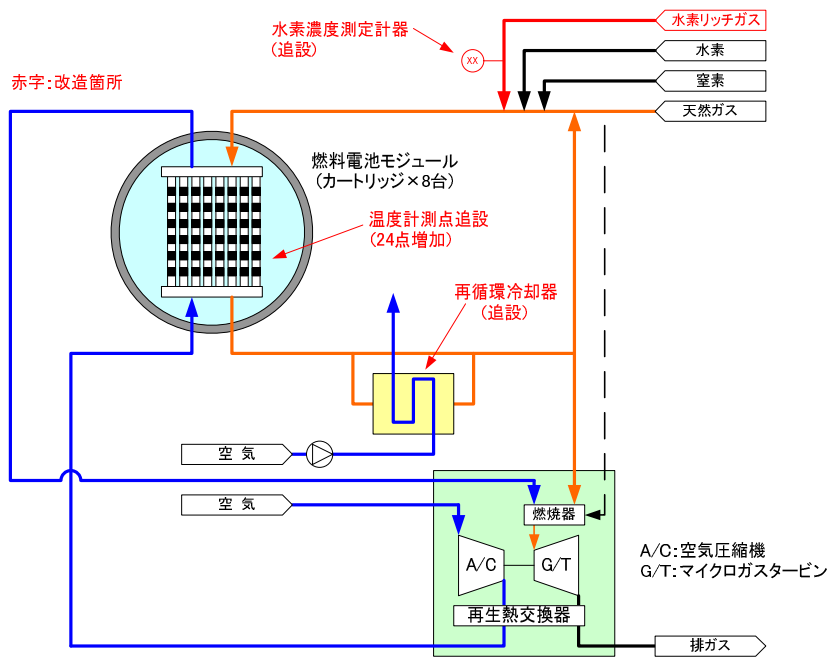 水素リッチガス
水素濃度測定計器
(追設)
XX
水素
窒素
赤字：改造箇所
天然ガス
燃料電池モジュール
(カートリッジ×8台)
温度計測点追設
(24点増加)
再循環冷却器
(追設)
空 気
空 気
燃焼器
A/C
G/T
A/C：空気圧縮機
G/T：マイクロガスタービン
再生熱交換器
排ガス